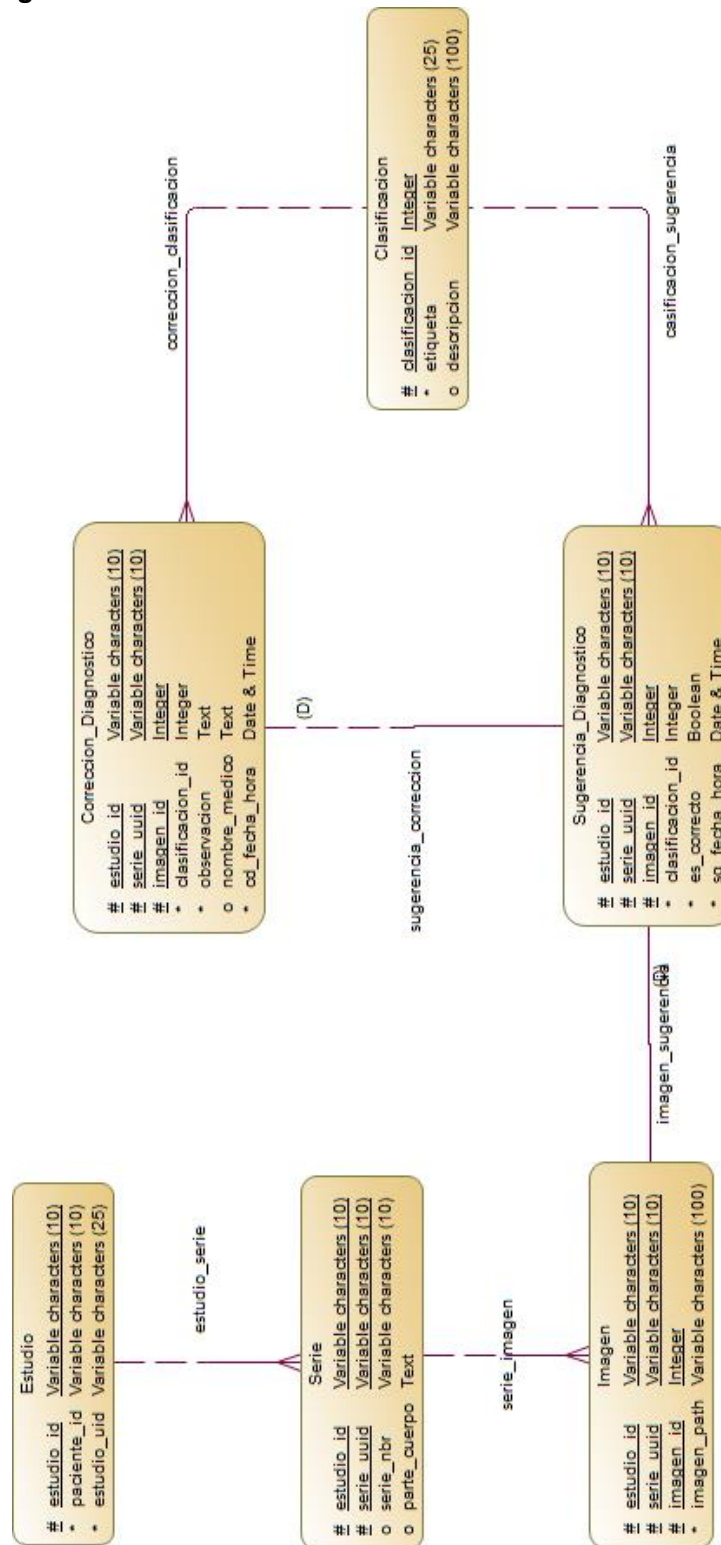 Estudio
# estudio_id Variable characters (10)
* paciente_id Variable characters (10)
* estudio_uid Variable characters (25)
estudio_serie
Serie
# estudio_id Variable characters (10)
# serie_uuid Variable characters (10)
o serie_nbr Variable characters (10)
o parte_cuerpo Text
serie_imagen
Imagen
# estudio_id Variable characters (10)
# serie_uuid Variable characters (10)
# imagen_id Integer
* imagen_path Variable characters (100)
imagen_sugerencia
(D)
Correccion_Diagnostico
# estudio_id Variable characters (10)
# serie_uuid Variable characters (10)
# imagen_id Integer
* clasificacion_id Integer
* observacion Text
o nombre_medico Text
* cd_fecha_hora Date & Time
(D)
sugerencia_correccion
Sugerencia_Diagnostico
# estudio_id Variable characters (10)
# serie_uuid Variable characters (10)
# imagen_id Integer
* clasificacion_id Integer
* es_correcto Boolean
* sg_fecha_hora Date & Time
correccion_clasificacion
Clasificacion
# clasificacion_id Integer
* etiqueta Variable characters (25)
o descripcion Variable characters (100)
casificacion_sugerencia